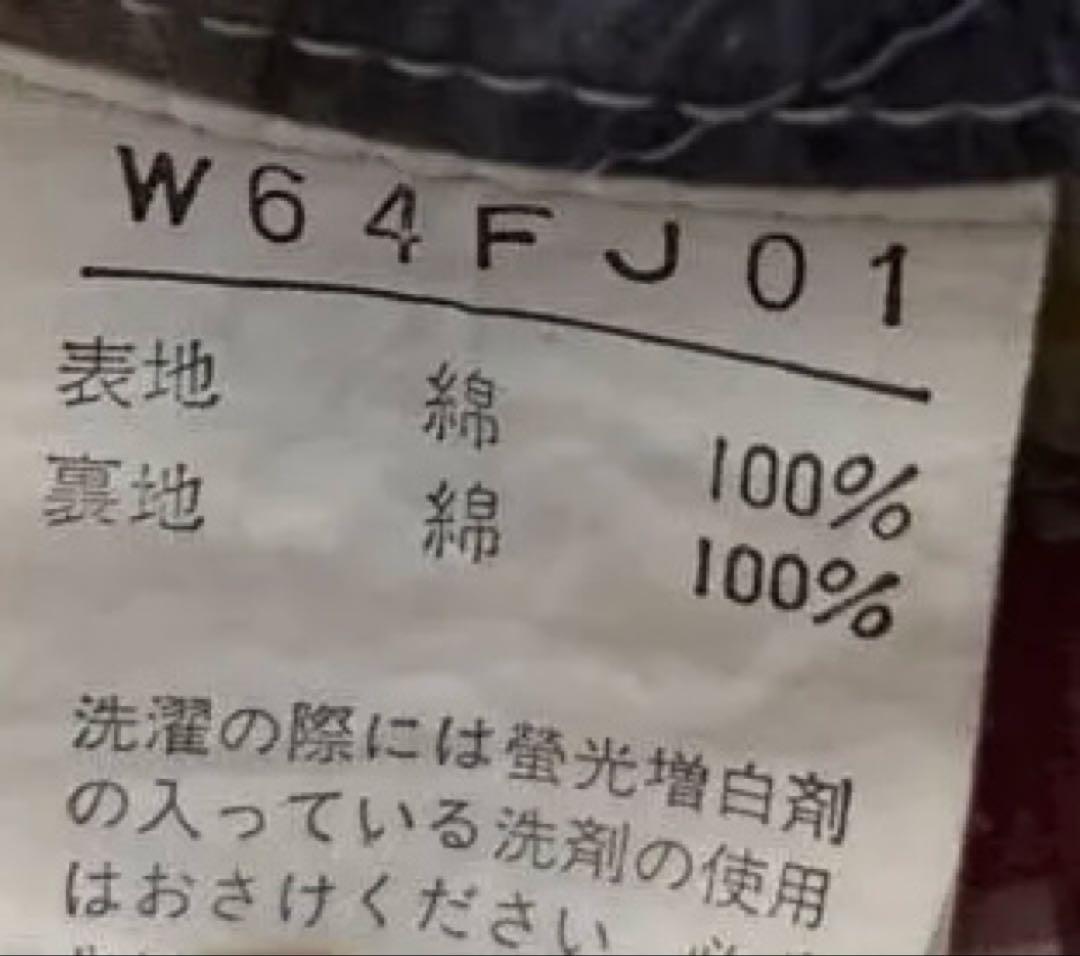 W64FJ01
表地 綿 100%
裏地 綿 100%
洗濯の際には螢光増白剤
の入っている洗剤の使用
はおさけください